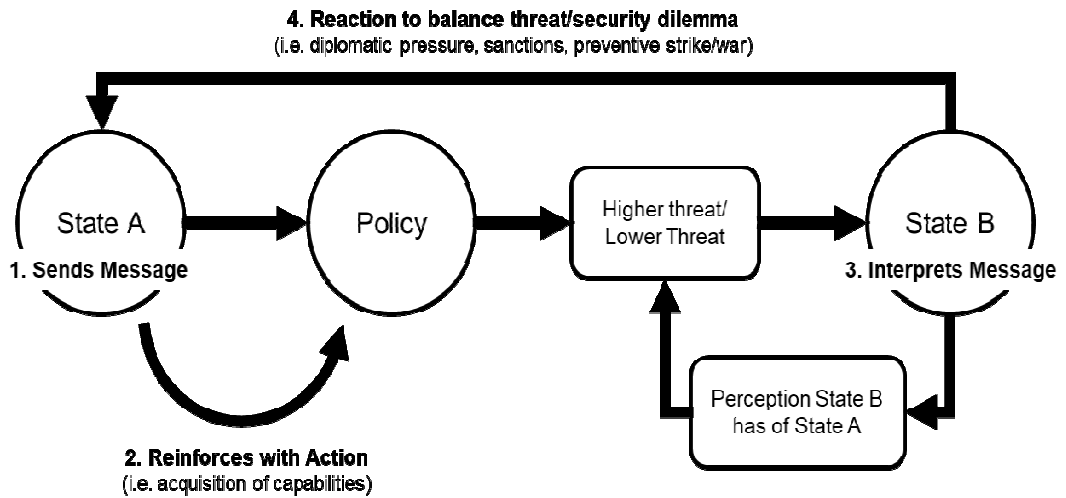 4. Reaction to balance threat/security dilemma
(i.e. diplomatic pressure, sanctions, preventive strike/war)
State A
1. Sends Message
Policy
Higher threat/
Lower Threat
State B
3. Interprets Message
Perception State B
has of State A
2. Reinforces with Action
(i.e. acquisition of capabilities)